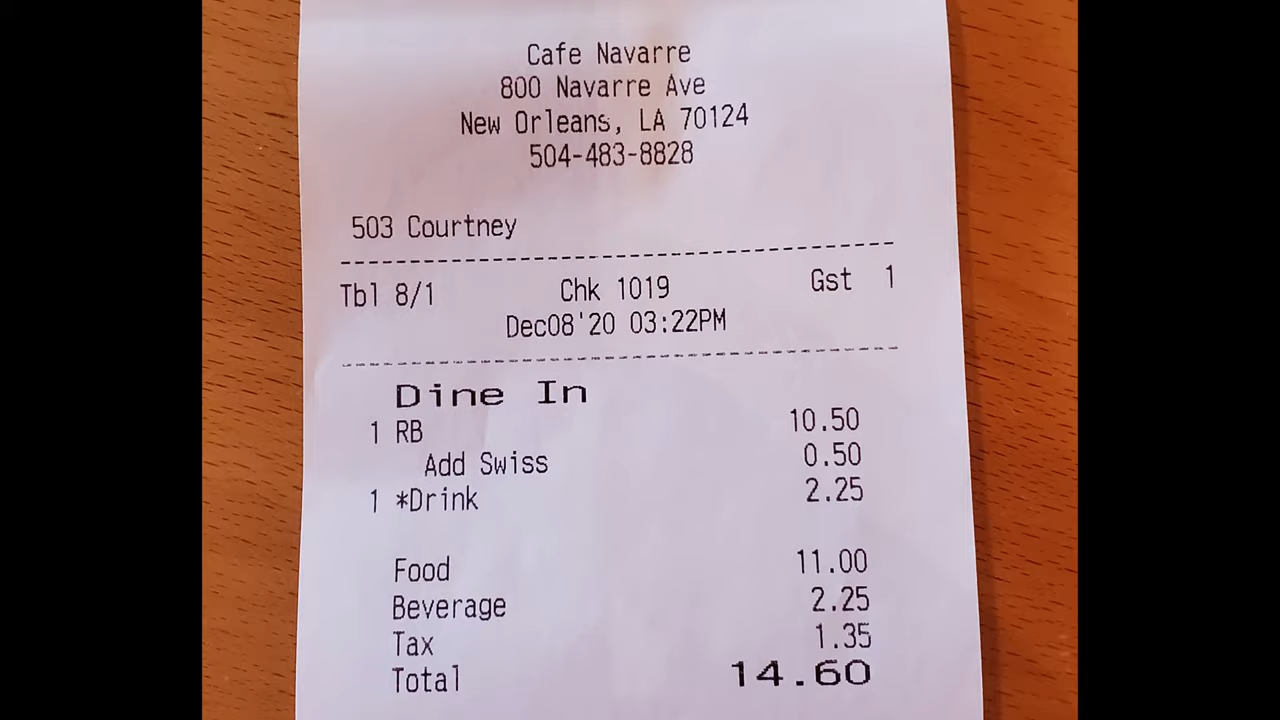 Cafe Navarre
800 Navarre Ave
New Orleans, LA 70124
504-483-8828
503 Courtney
Tbl 8/1 Chk 1019 Gst 1
Dec08'20 03:22PM
Dine In
1 RB 10.50
Add Swiss 0.50
1 *Drink 2.25
Food 11.00
Beverage 2.25
Tax 1.35
Total 14.60